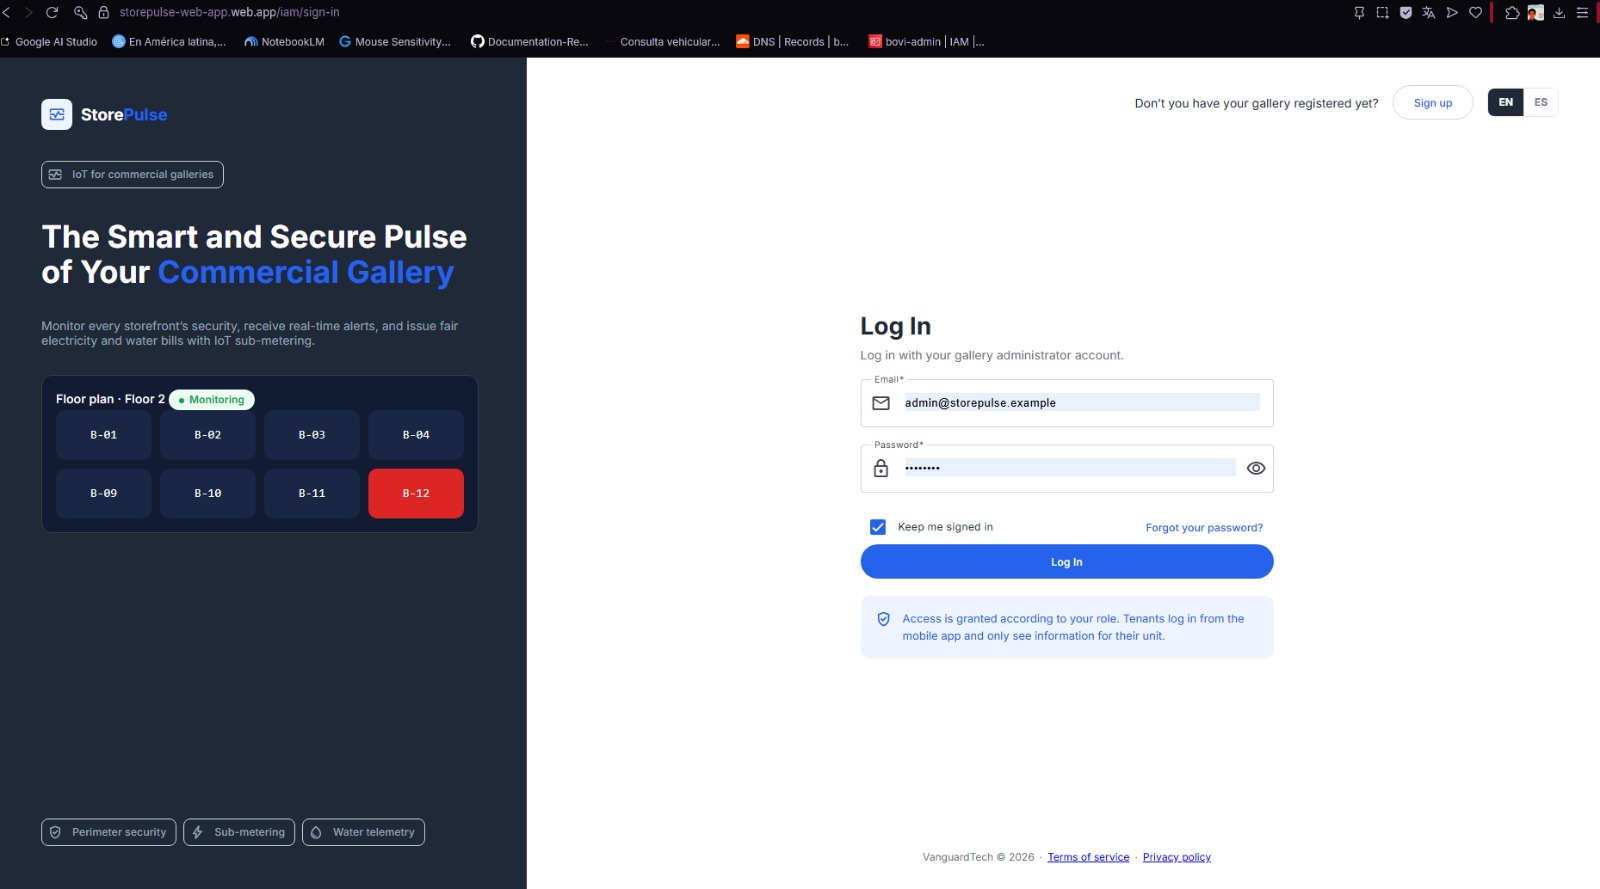 storepulse-web-app.web.app/iam/sign-in
Google AI Studio
En América latina,...
NotebookLM
Mouse Sensitivity...
Documentation-Re...
Consulta vehicular...
DNS | Records | b...
bovi-admin | IAM |...
StorePulse
IoT for commercial galleries
The Smart and Secure Pulse
of Your Commercial Gallery
Monitor every storefront's security, receive real-time alerts, and issue fair
electricity and water bills with IoT sub-metering.
Floor plan · Floor 2 ● Monitoring
B-01 B-02 B-03 B-04
B-09 B-10 B-11 B-12
Perimeter security
Sub-metering
Water telemetry
Don't you have your gallery registered yet?
Sign up
EN ES
Log In
Log in with your gallery administrator account.
Email*
admin@storepulse.example
Password*
••••••••
Keep me signed in
Forgot your password?
Log In
Access is granted according to your role. Tenants log in from the
mobile app and only see information for their unit.
VanguardTech © 2026 · Terms of service · Privacy policy